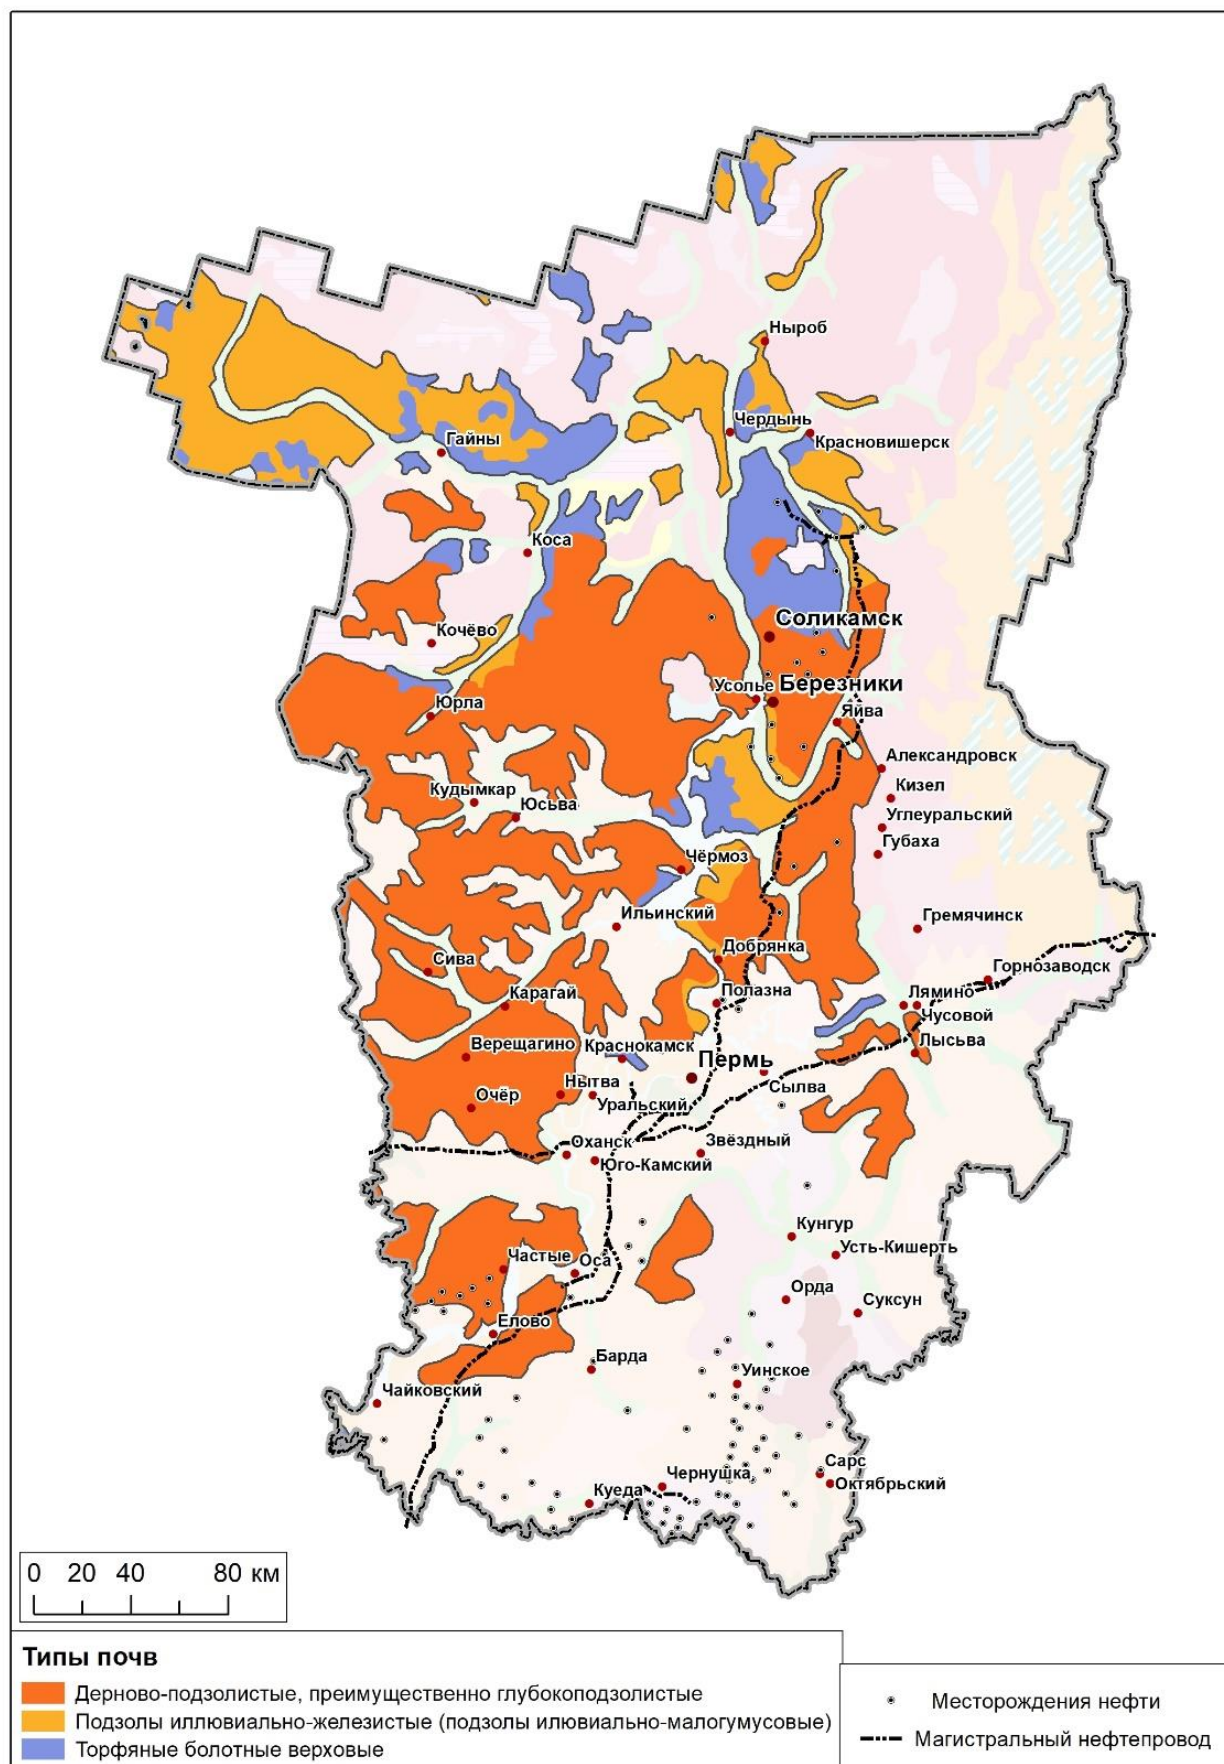 Ныроб
Чердынь
Красновишерск
Гайны
Коса
Соликамск
Кочёво
Усолье
Березники
Юрла
Яйва
Александровск
Кудымкар
Кизел
Юсьва
Углеуральский
Губаха
Чёрмоз
Ильинский
Гремячинск
Добрянка
Сива
Горнозаводск
Карагай
Полазна
Лямино
Чусовой
Верещагино
Краснокамск
Лысьва
Пермь
Очёр
Нытва
Сылва
Уральский
Оханск
Звёздный
Юго-Камский
Кунгур
Усть-Кишерть
Частые
Оса
Орда
Суксун
Елово
Барда
Уинское
Чайковский
Сарс
Чернушка
Октябрьский
Куеда
0 20 40 80 км
Типы почв
Дерново-подзолистые, преимущественно глубокоподзолистые
Подзолы иллювиально-железистые (подзолы илювиально-малогумусовые)
Торфяные болотные верховые
Месторождения нефти
Магистральный нефтепровод